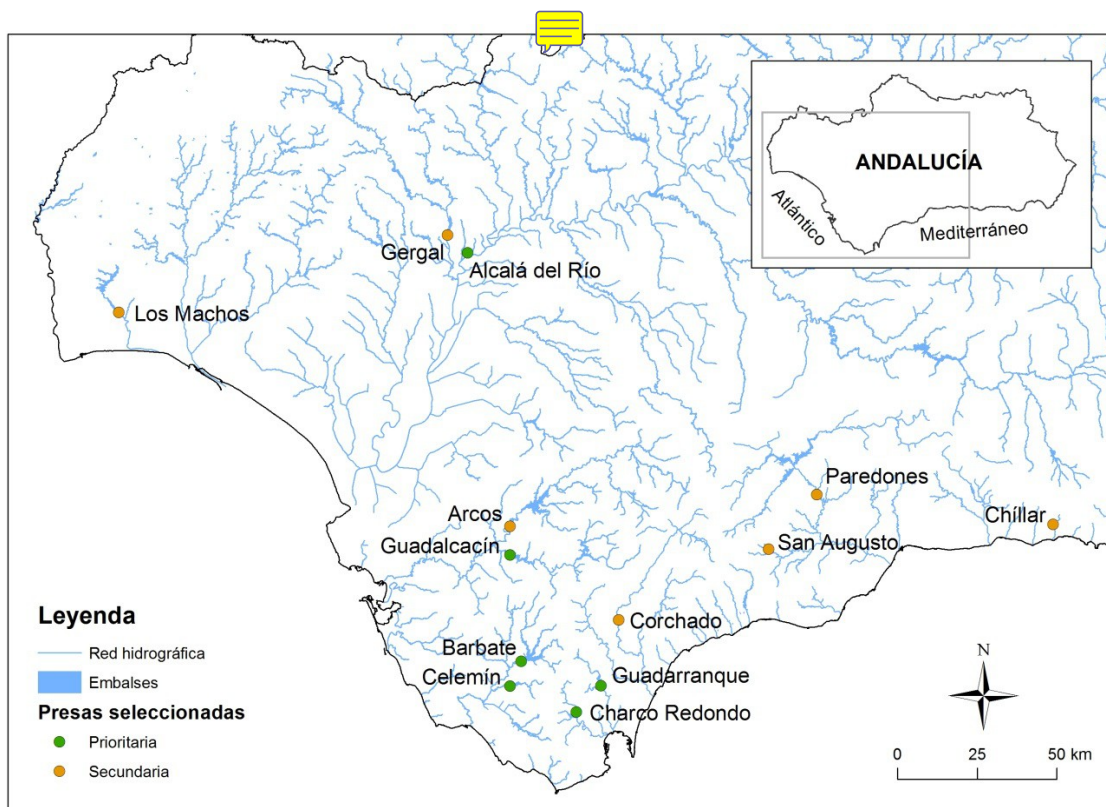 ANDALUCÍA
Atlántico
Mediterráneo
Gergal
Alcalá del Río
Los Machos
Paredones
Arcos
Chíllar
Guadalcacín
San Augusto
Corchado
Barbate
Celemín
Guadarranque
Charco Redondo
Leyenda
Red hidrográfica
Embalses
Presas seleccionadas
Prioritaria
Secundaria
N
0 25 50 km